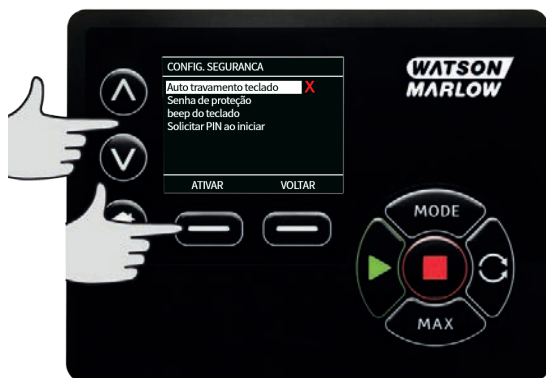 CONFIG. SEGURANCA
Auto travamento teclado X
Senha de proteção
beep do teclado
Solicitar PIN ao iniciar
ATIVAR VOLTAR
WATSON
MARLOW
MODE
MAX